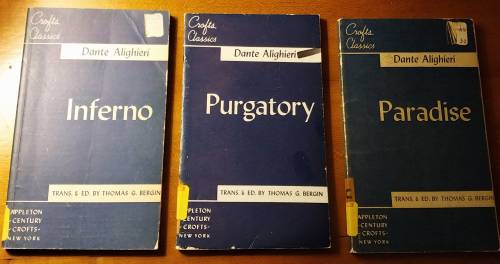 Crofts
Classics
Dante Alighieri
Inferno
TRANS. & ED. BY THOMAS G. BERGIN
APPLETON
-CENTURY
-CROFTS-
NEW YORK
Crofts
Classics
Dante Alighieri
Purgatory
TRANS. & ED. BY THOMAS G. BERGIN
APPLETON
-CENTURY
-CROFTS-
NEW YORK
Crofts
Classics
Dante Alighieri
Paradise
TRANS. & ED. BY THOMAS G. BERGIN
APPLETON
-CENTURY
-CROFTS-
NEW YORK